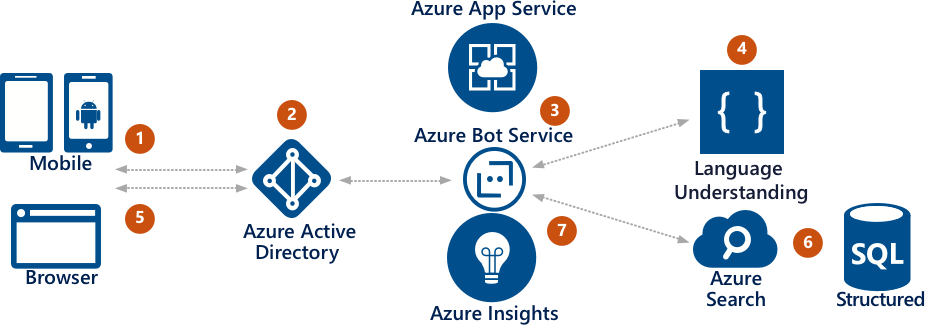 Azure App Service
4
2
3
1
Azure Bot Service
{ }
Mobile
Language
Understanding
5
7
6
Azure Active
Directory
SQL
Browser
Azure
Search
Structured
Azure Insights